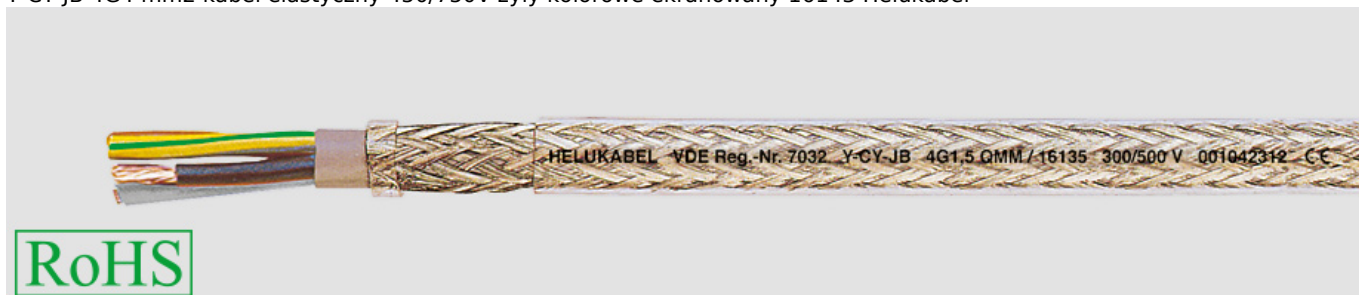 HELUKABEL VDE Reg.-Nr. 7032 Y-CY-JB 4G1,5 QMM / 16135 300/500 V 001042312 CE
RoHS